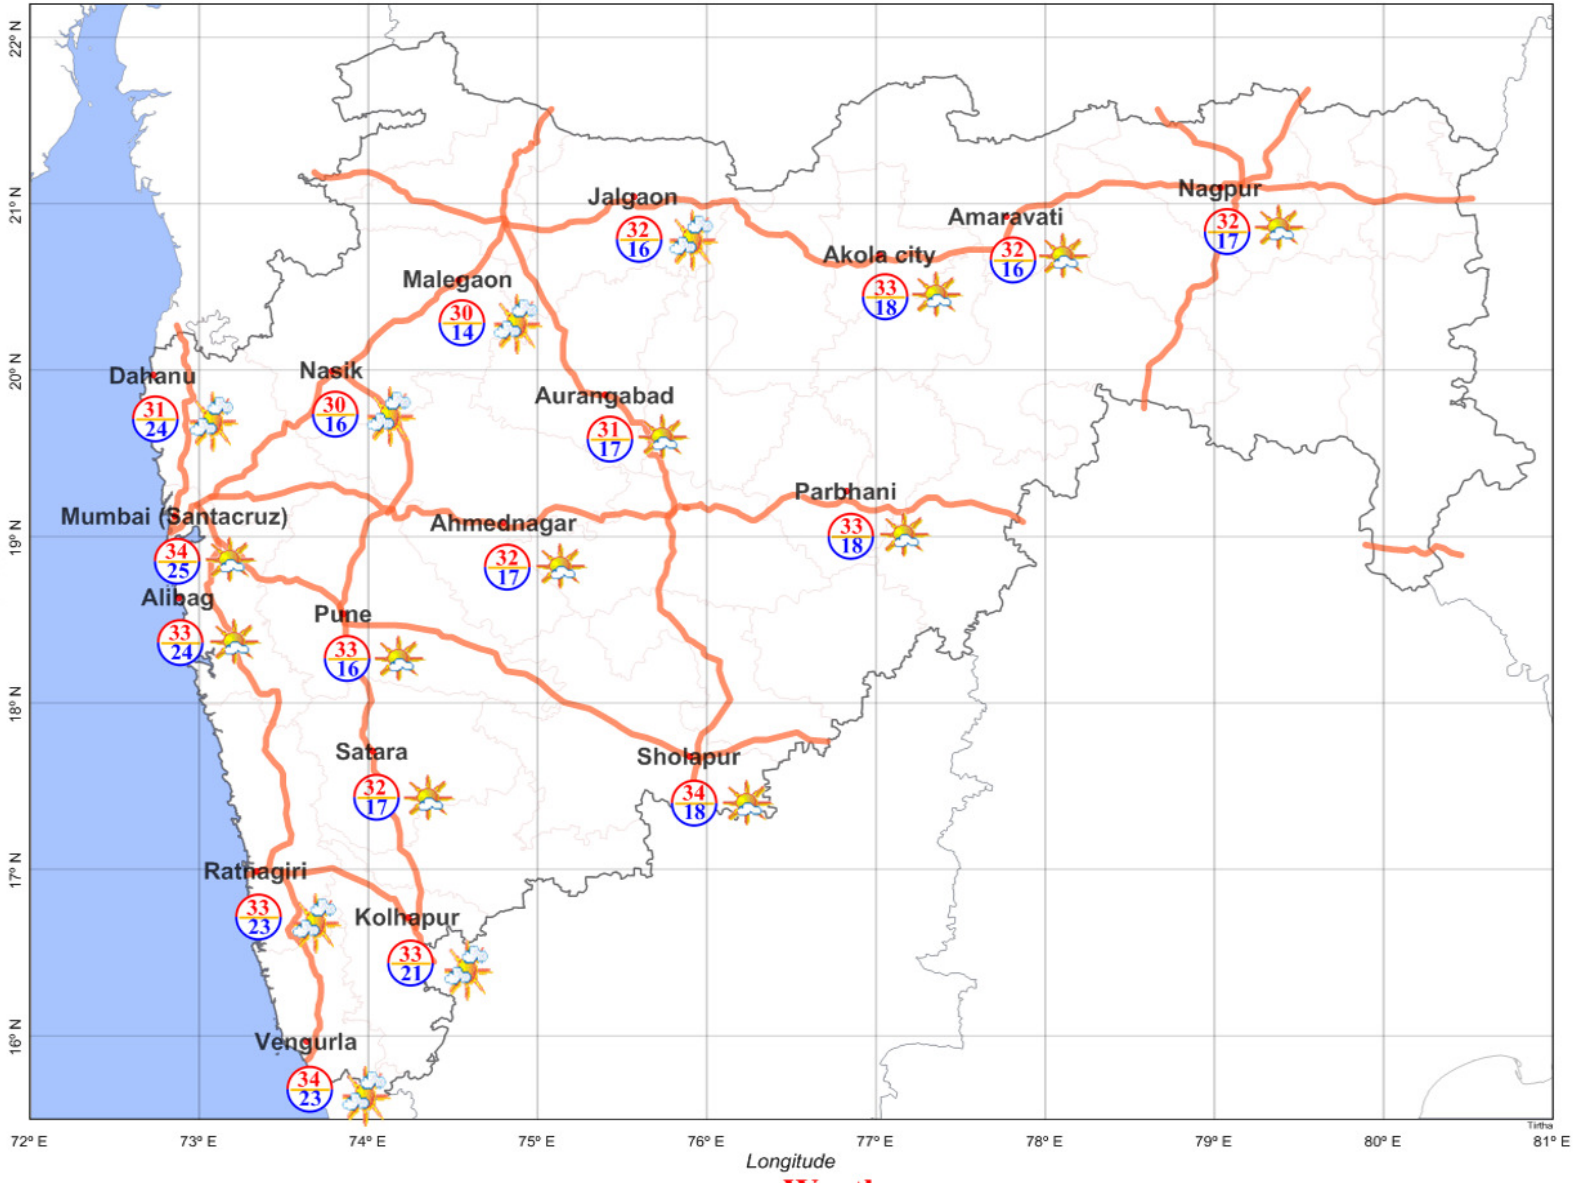 22° N
21° N
20° N
19° N
18° N
17° N
16° N
Jalgaon
32
16
Nagpur
32
17
Amaravati
32
16
Akola city
33
18
Malegaon
30
14
Nasik
30
16
Dahanu
31
24
Aurangabad
31
17
Parbhani
33
18
Mumbai (Santacruz)
34
25
Ahmednagar
32
17
Alibag
33
24
Pune
33
16
Satara
32
17
Sholapur
34
18
Ratnagiri
33
23
Kolhapur
33
21
Vengurla
34
23
Tirtha
72° E 73° E 74° E 75° E 76° E 77° E 78° E 79° E 80° E 81° E
Longitude